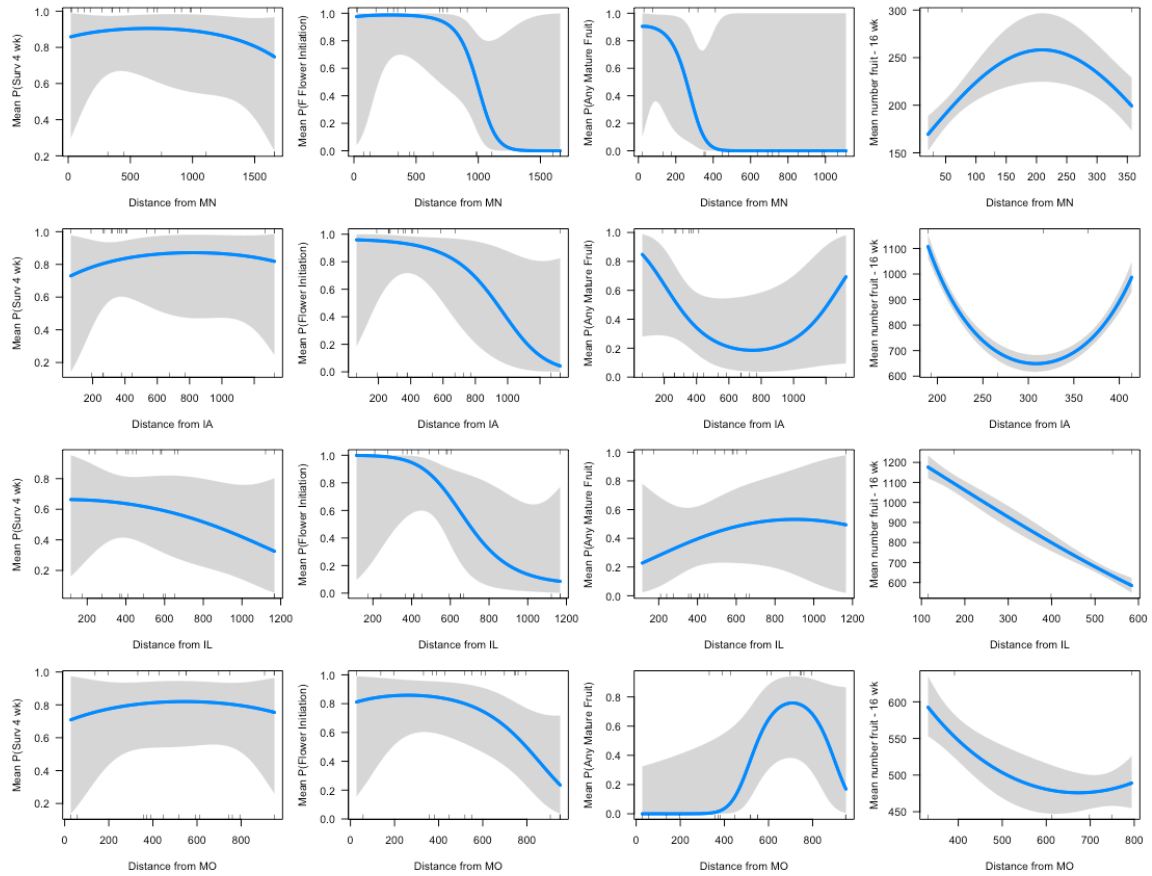 Mean P(Surv 4 wk)
1.0
0.8
0.6
0.4
0.2
0 500 1000 1500
Distance from MN
Mean P(F Flower Initiation)
1.0
0.8
0.6
0.4
0.2
0.0
0 500 1000 1500
Distance from MN
Mean P(Any Mature Fruit)
1.0
0.8
0.6
0.4
0.2
0.0
0 200 400 600 800 1000
Distance from MN
Mean number fruit - 16 wk
300
250
200
150
50 100 150 200 250 300 350
Distance from MN
Mean P(Surv 4 wk)
1.0
0.8
0.6
0.4
0.2
200 400 600 800 1000 1200
Distance from IA
Mean P(Flower Initiation)
1.0
0.8
0.6
0.4
0.2
0.0
200 400 600 800 1000
Distance from IA
Mean P(Any Mature Fruit)
1.0
0.8
0.6
0.4
0.2
0.0
200 400 600 800 1000
Distance from IA
Mean number fruit - 16 wk
1100
1000
900
800
700
600
200 250 300 350 400
Distance from IA
Mean P(Surv 4 wk)
0.8
0.6
0.4
0.2
200 400 600 800 1000 1200
Distance from IL
Mean P(Flower Initiation)
1.0
0.8
0.6
0.4
0.2
0.0
200 400 600 800 1000 1200
Distance from IL
Mean P(Any Mature Fruit)
1.0
0.8
0.6
0.4
0.2
0.0
200 400 600 800 1000 1200
Distance from IL
Mean number fruit - 16 wk
1200
1100
1000
900
800
700
600
100 200 300 400 500 600
Distance from IL
Mean P(Surv 4 wk)
1.0
0.8
0.6
0.4
0.2
0 200 400 600 800
Distance from MO
Mean P(Flower Initiation)
1.0
0.8
0.6
0.4
0.2
0.0
0 200 400 600 800
Distance from MO
Mean P(Any Mature Fruit)
0.8
0.6
0.4
0.2
0.0
0 200 400 600 800
Distance from MO
Mean number fruit - 16 wk
600
550
500
450
400 500 600 700 800
Distance from MO